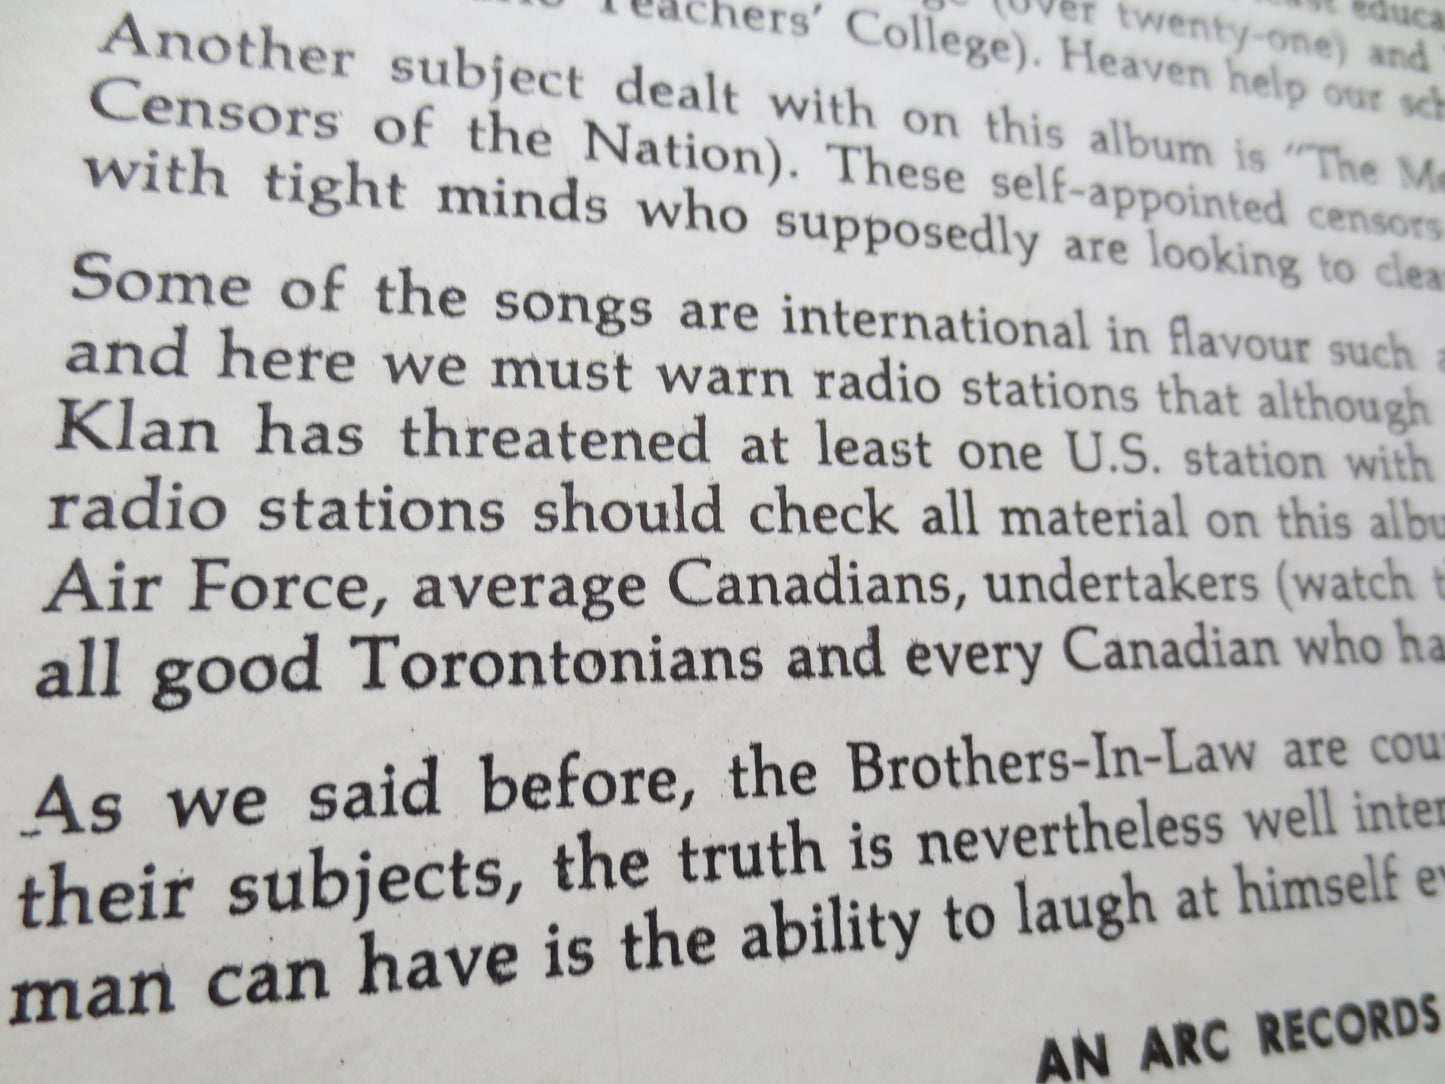 Teachers' College). Heaven help our
(over twenty-one) and
Another subject dealt with on this album is "The
Censors of the Nation). These self-appointed censors
with tight minds who supposedly are looking to
Some of the songs are international in flavour such
and here we must warn radio stations that although
Klan has threatened at least one U.S. station with
radio stations should check all material on this
Air Force, average Canadians, undertakers (watch
all good Torontonians and every Canadian who
As we said before, the Brothers-In-Law are
their subjects, the truth is nevertheless well
man can have is the ability to laugh at himself
AN ARC RECORDS